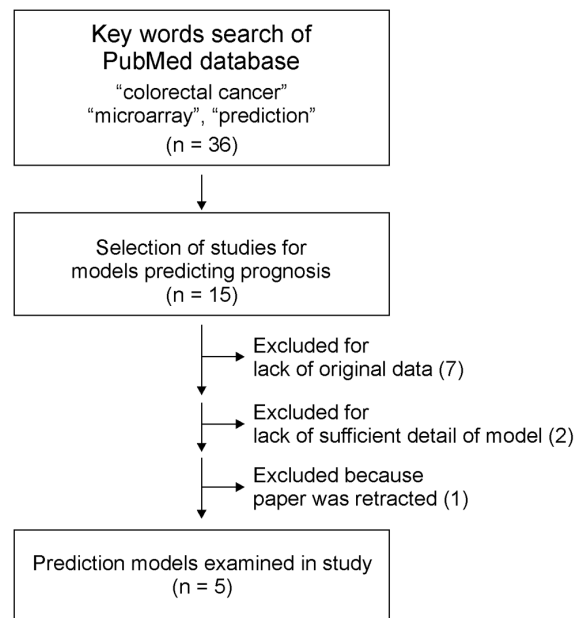 Key words search of
PubMed database
“colorectal cancer”
“microarray”, “prediction”
(n = 36)
Selection of studies for
models predicting prognosis
(n = 15)
Excluded for
lack of original data (7)
Excluded for
lack of sufficient detail of model (2)
Excluded because
paper was retracted (1)
Prediction models examined in study
(n = 5)